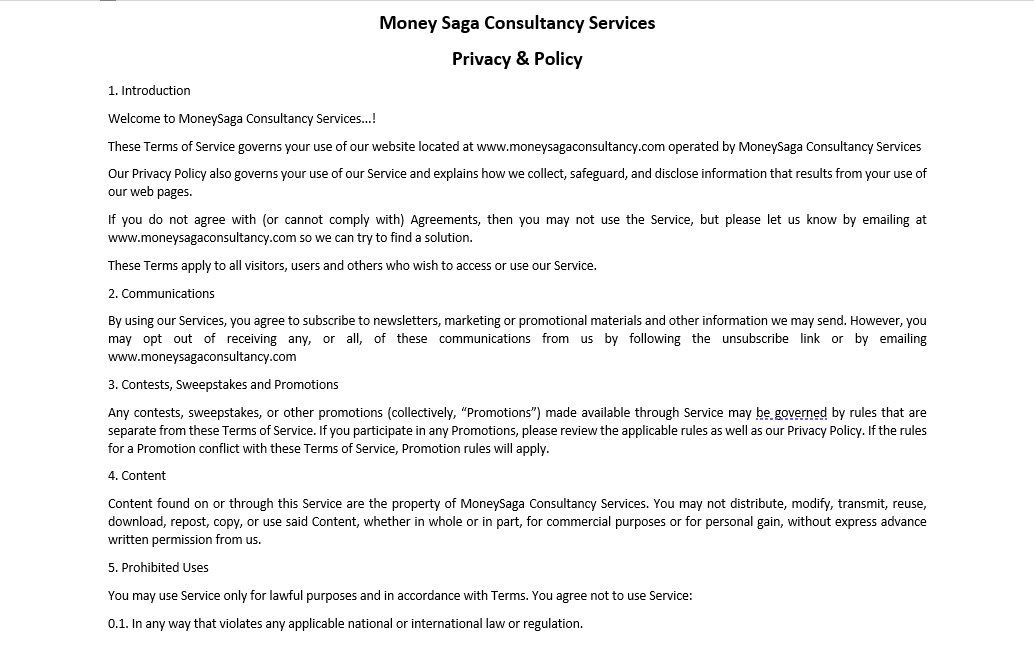 Money Saga Consultancy Services
Privacy & Policy
1. Introduction
Welcome to MoneySaga Consultancy Services...!
These Terms of Service governs your use of our website located at www.moneysagaconsultancy.com operated by MoneySaga Consultancy Services
Our Privacy Policy also governs your use of our Service and explains how we collect, safeguard, and disclose information that results from your use of
our web pages.
If you do not agree with (or cannot comply with) Agreements, then you may not use the Service, but please let us know by emailing at
www.moneysagaconsultancy.com so we can try to find a solution.
These Terms apply to all visitors, users and others who wish to access or use our Service.
2. Communications
By using our Services, you agree to subscribe to newsletters, marketing or promotional materials and other information we may send. However, you
may opt out of receiving any, or all, of these communications from us by following the unsubscribe link or by emailing
www.moneysagaconsultancy.com
3. Contests, Sweepstakes and Promotions
Any contests, sweepstakes, or other promotions (collectively, “Promotions”) made available through Service may be governed by rules that are
separate from these Terms of Service. If you participate in any Promotions, please review the applicable rules as well as our Privacy Policy. If the rules
for a Promotion conflict with these Terms of Service, Promotion rules will apply.
4. Content
Content found on or through this Service are the property of MoneySaga Consultancy Services. You may not distribute, modify, transmit, reuse,
download, repost, copy, or use said Content, whether in whole or in part, for commercial purposes or for personal gain, without express advance
written permission from us.
5. Prohibited Uses
You may use Service only for lawful purposes and in accordance with Terms. You agree not to use Service:
0.1. In any way that violates any applicable national or international law or regulation.